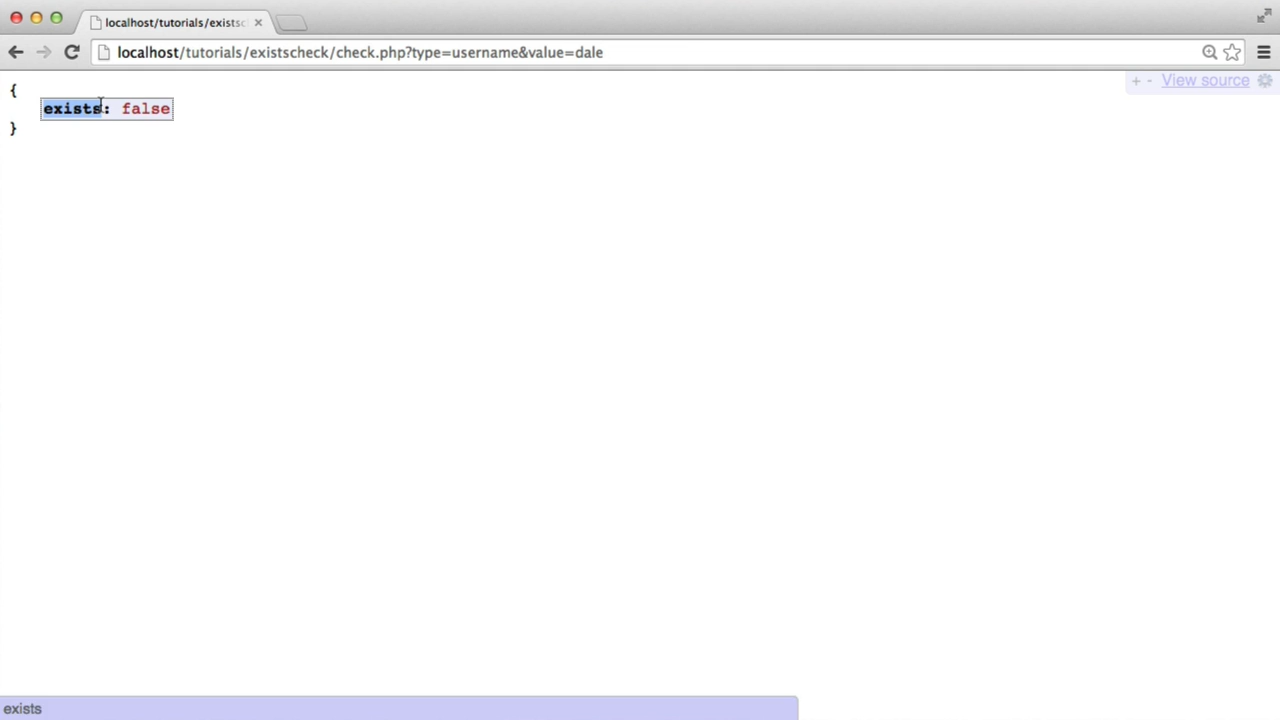 localhost/tutorials/existsc
localhost/tutorials/existscheck/check.php?type=username&value=dale
+ - View source
{
exists: false
}
exists